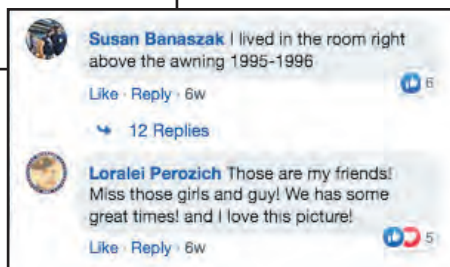 Susan Banaszak I lived in the room right
above the awning 1995-1996
6
Like · Reply · 6w
12 Replies
Loralei Perozich Those are my friends!
Miss those girls and guy! We has some
great times! and I love this picture!
5
Like · Reply · 6w